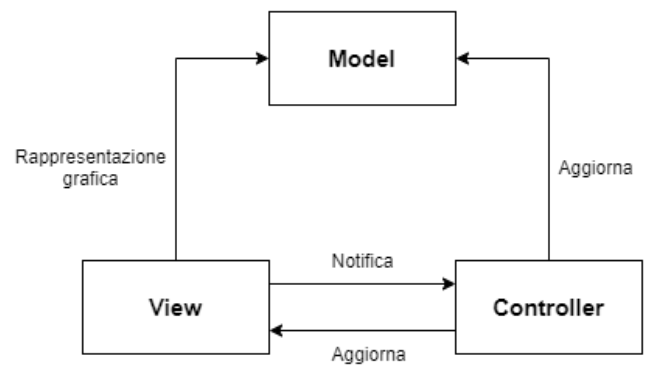 Model
Rappresentazione
grafica
Aggiorna
Notifica
View
Controller
Aggiorna